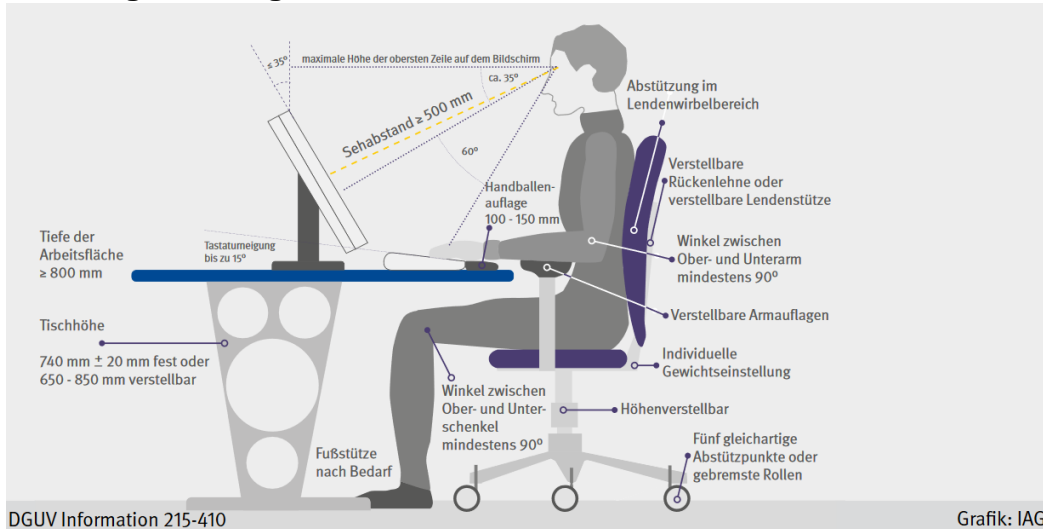 ≤ 35°
maximale Höhe der obersten Zeile auf dem Bildschirm
ca. 35°
Sehabstand ≥ 500 mm
60°
Abstützung im
Lendenwirbelbereich
Verstellbare
Rückenlehne oder
verstellbare Lendenstütze
Handballen-
auflage
100 - 150 mm
Winkel zwischen
Ober- und Unterarm
mindestens 90°
Tiefe der
Arbeitsfläche
≥ 800 mm
Tastaturneigung
bis zu 15°
Verstellbare Armauflagen
Tischhöhe
740 mm ± 20 mm fest oder
650 - 850 mm verstellbar
Individuelle
Gewichtseinstellung
Winkel zwischen
Ober- und Unter-
schenkel
mindestens 90°
Höhenverstellbar
Fußstütze
nach Bedarf
Fünf gleichartige
Abstützpunkte oder
gebremste Rollen
DGUV Information 215-410
Grafik: IAG